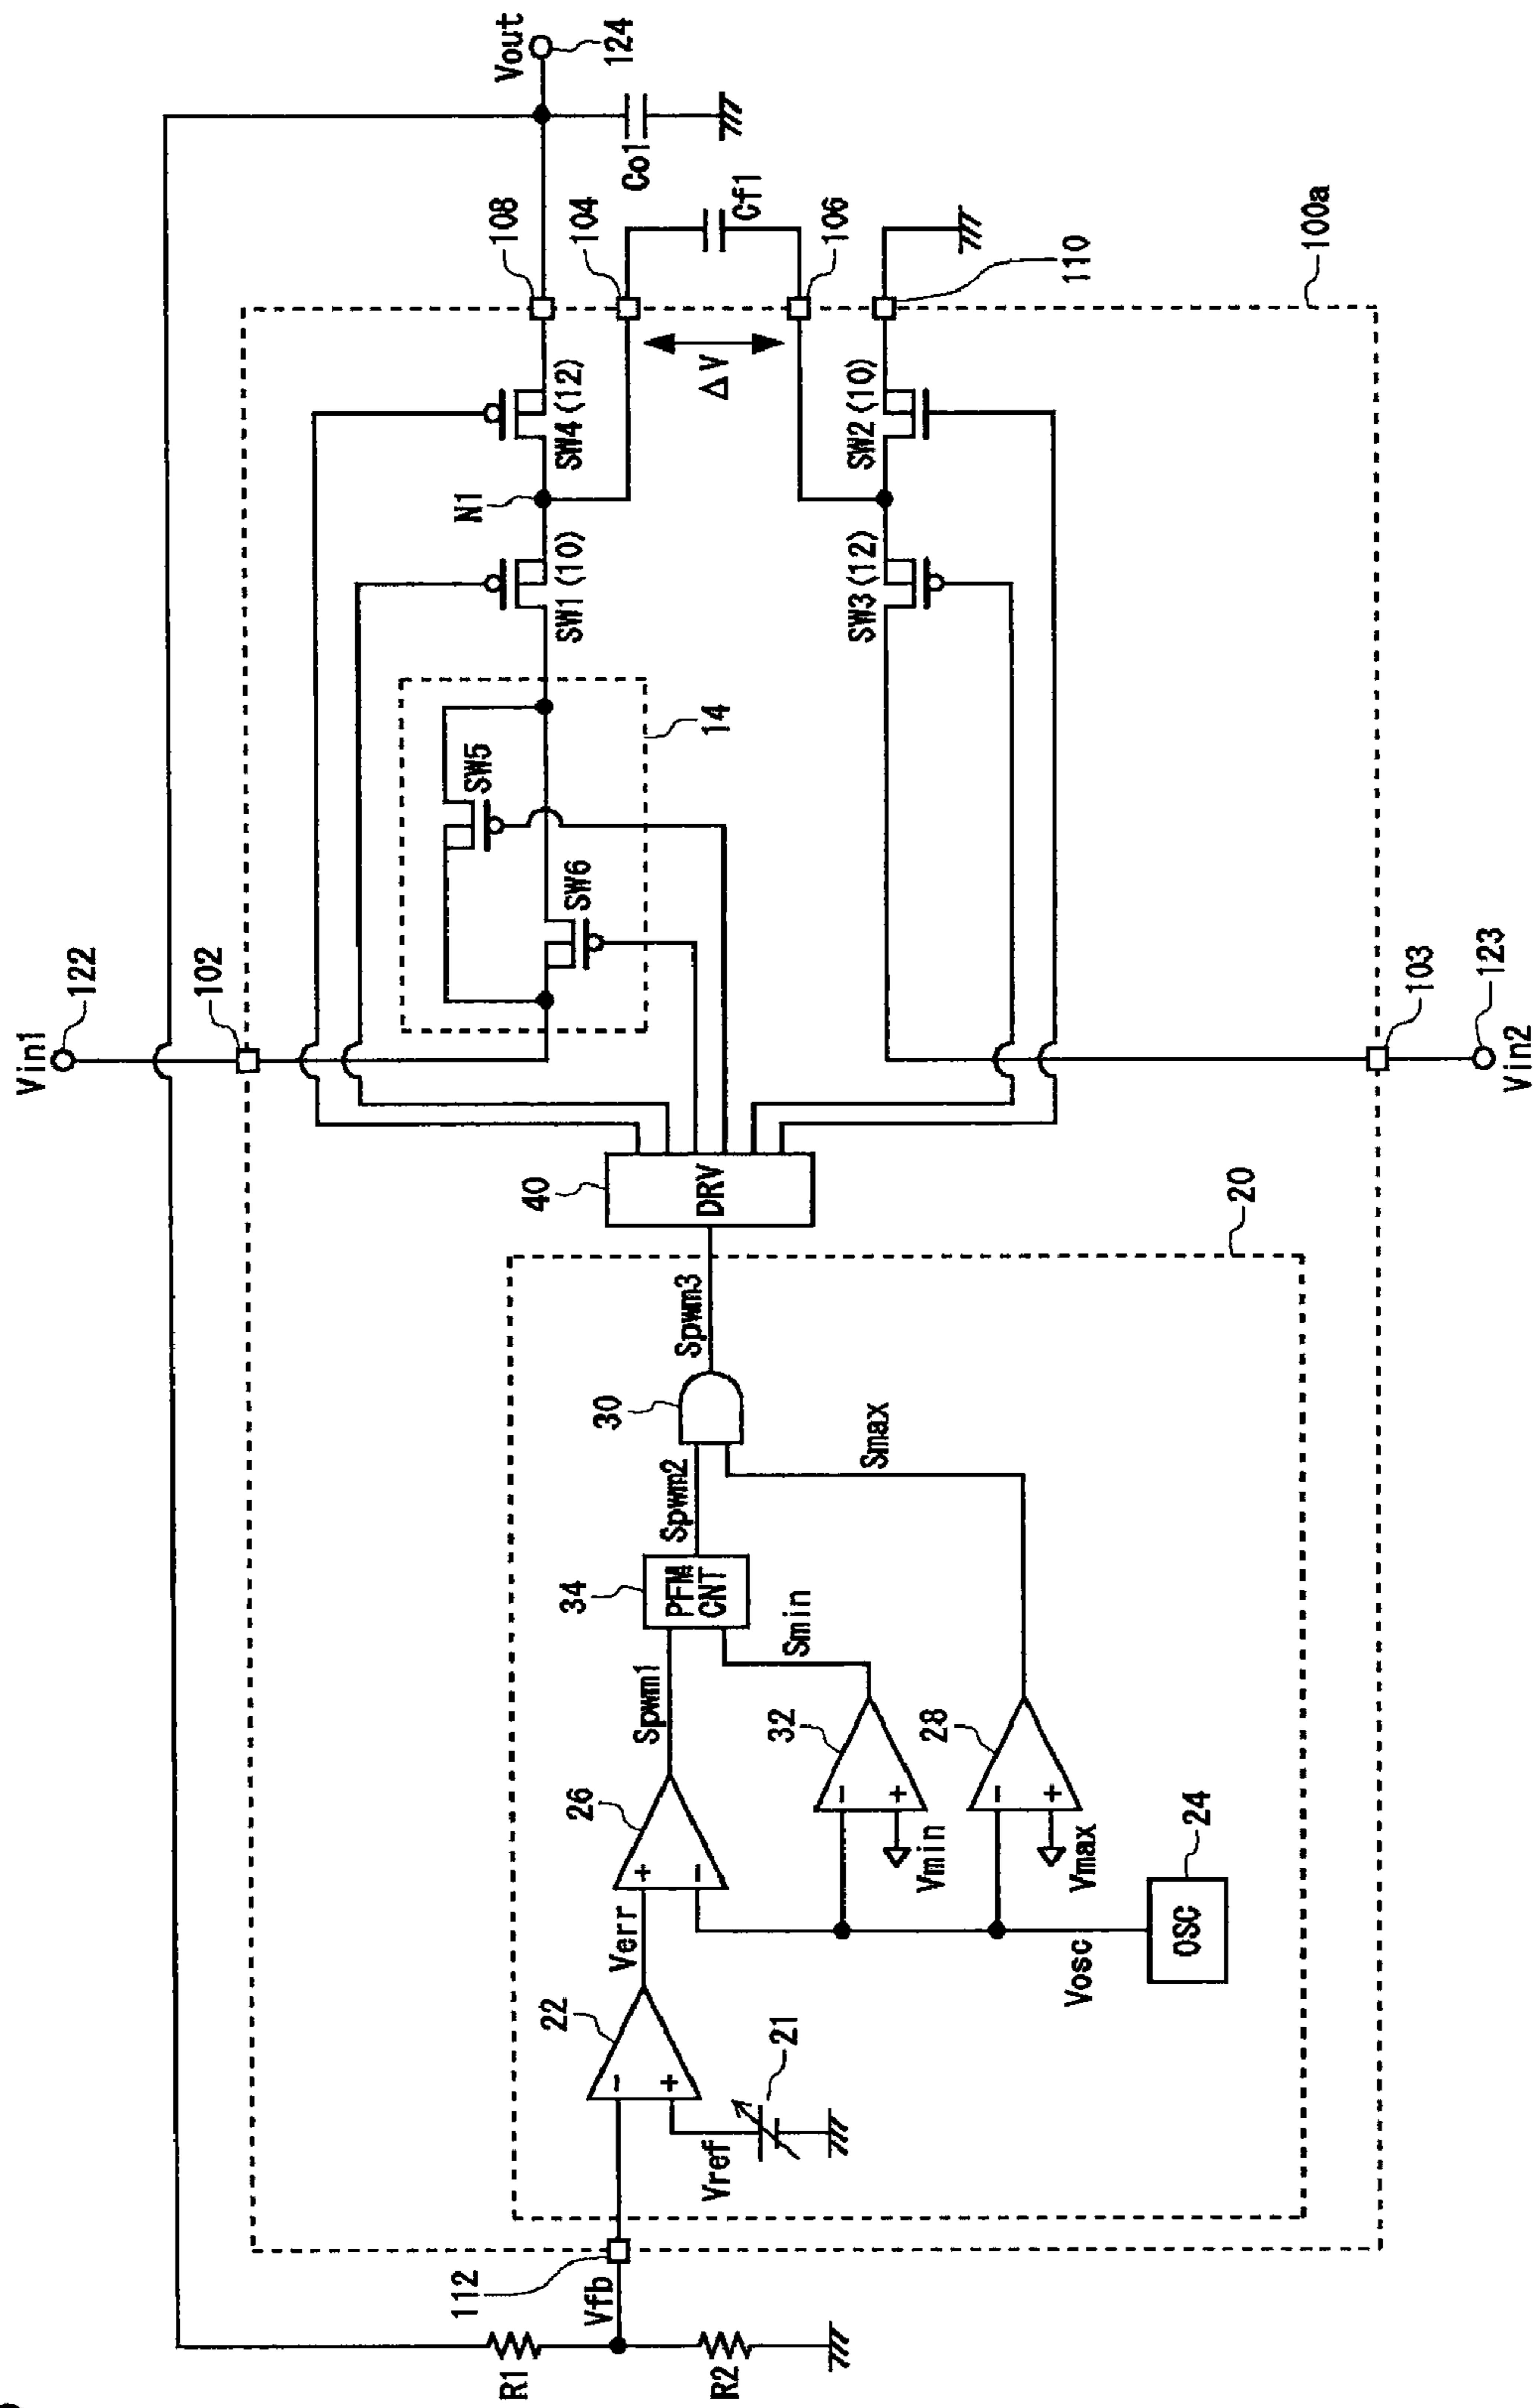 Vin1
122
102
Vout
124
Co1
108
104
Cf1
106
110
100a
ΔV
SW4(12)
N1
SW1(10)
SW2(10)
SW3(12)
14
SW5
SW6
103
123
Vin2
40
DRV
20
Spwm3
30
Spwm2
Smax
34
PFM
CNT
Smin
Spwm1
32
28
26
-
+
Vmin
-
+
Vmax
+
-
24
OSC
Vosc
Verr
22
-
+
21
Vref
112
Vfb
R1
R2